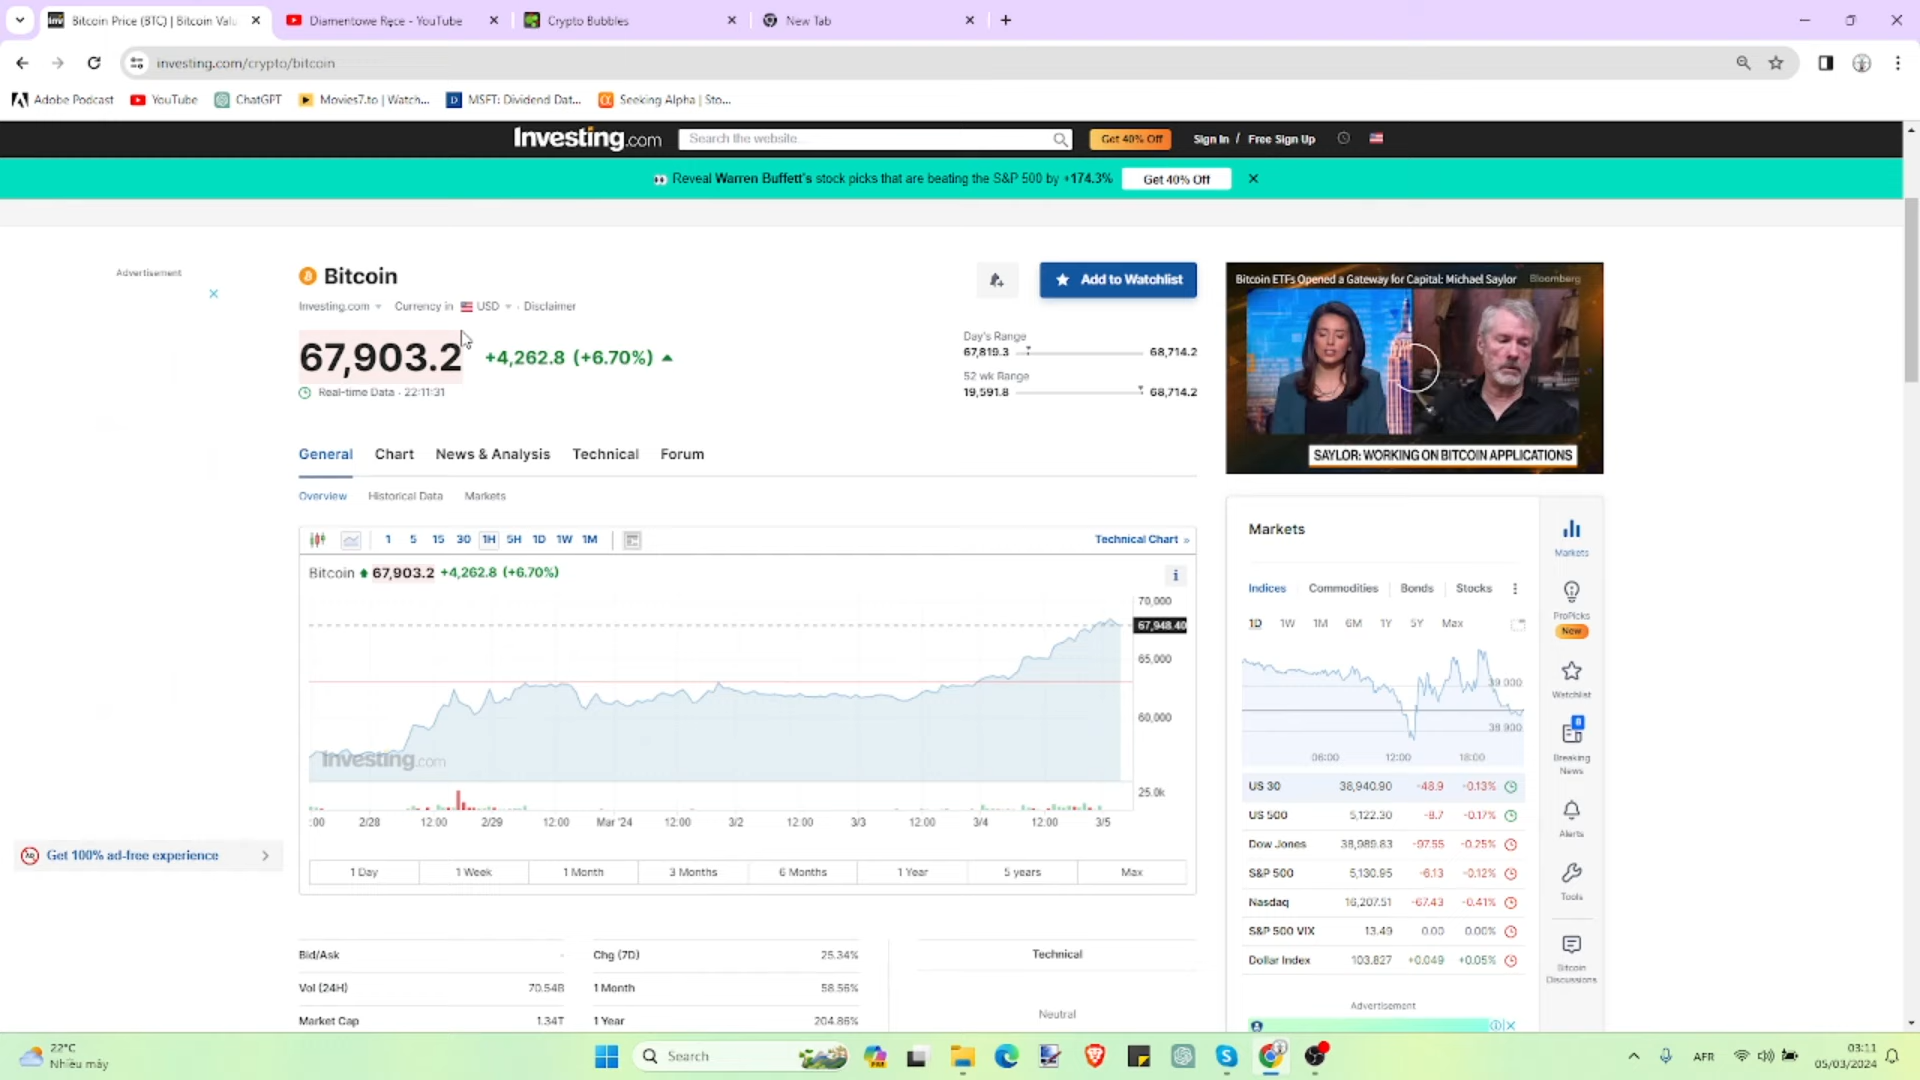 Bitcoin Price (BTC) | Bitcoin Valu
Diamentowe Ręce - YouTube
Crypto Bubbles
New Tab
investing.com/crypto/bitcoin
Adobe Podcast
YouTube
ChatGPT
Movies7.to | Watch...
MSFT: Dividend Dat...
Seeking Alpha | Sto...
Investing.com
Search the website...
Get 40% Off
Sign In / Free Sign Up
Reveal Warren Buffett's stock picks that are beating the S&P 500 by +174.3%
Get 40% Off
Advertisement
Bitcoin
Add to Watchlist
Investing.com
Currency in USD
Disclaimer
67,903.2
+4,262.8 (+6.70%)
Real-time Data · 22:11:31
Day's Range
67,819.3
68,714.2
52 wk Range
19,591.8
68,714.2
Bitcoin ETFs Opened a Gateway for Capital: Michael Saylor
Bloomberg
SAYLOR: WORKING ON BITCOIN APPLICATIONS
General
Chart
News & Analysis
Technical
Forum
Overview
Historical Data
Markets
1 5 15 30 1H 5H 1D 1W 1M
Technical Chart »
Bitcoin 67,903.2 +4,262.8 (+6.70%)
i
70,000
67,948.40
65,000
60,000
25.0k
Investing.com
:00 2/28 12:00 2/29 12:00 Mar '24 12:00 3/2 12:00 3/3 12:00 3/4 12:00 3/5
1 Day
1 Week
1 Month
3 Months
6 Months
1 Year
5 years
Max
Get 100% ad-free experience
Bid/Ask -
Vol (24H) 70.54B
Market Cap 1.34T
Chg (7D) 25.34%
1 Month 58.56%
1 Year 204.86%
Technical
Neutral
Markets
Indices
Commodities
Bonds
Stocks
1D 1W 1M 6M 1Y 5Y Max
39,000
38,900
06:00 12:00 18:00
US 30 38,940.90 -48.9 -0.13%
US 500 5,122.30 -8.7 -0.17%
Dow Jones 38,989.83 -97.55 -0.25%
S&P 500 5,130.95 -6.13 -0.12%
Nasdaq 16,207.51 -67.43 -0.41%
S&P 500 VIX 13.49 0.00 0.00%
Dollar Index 103.827 +0.049 +0.05%
Advertisement
Markets
ProPicks
New
Watchlist
Breaking
News
Alerts
Tools
Bitcoin
Discussions
22°C
Nhiều mây
Search
AFR
03:11
05/03/2024